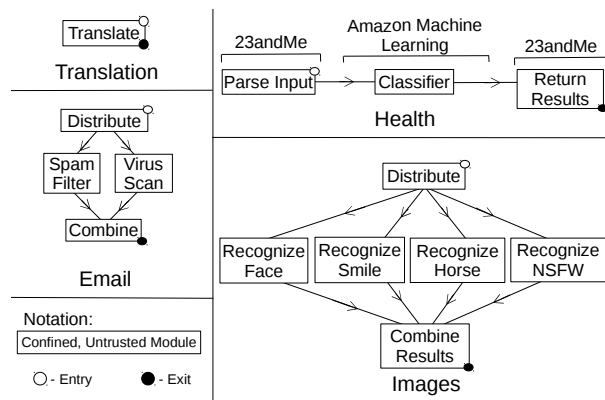 Translate
Translation
Distribute
Spam
Filter
Virus
Scan
Combine
Email
Notation:
Confined, Untrusted Module
- Entry
- Exit
Amazon Machine
Learning
23andMe
23andMe
Parse Input
Classifier
Return
Results
Health
Distribute
Recognize
Face
Recognize
Smile
Recognize
Horse
Recognize
NSFW
Combine
Results
Images